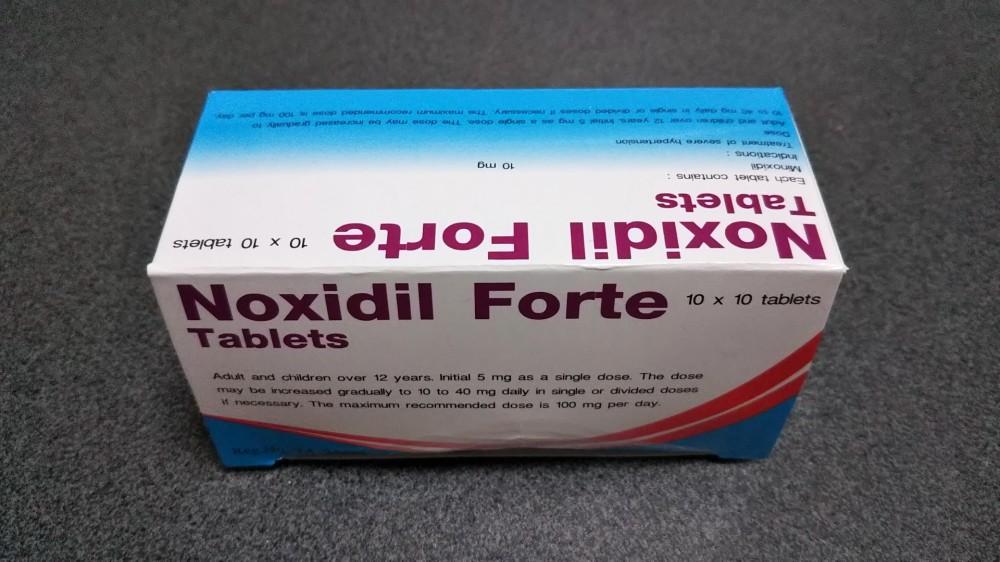 Noxidil Forte 10 x 10 tablets
Tablets
Each tablet contains :
Minoxidil 10 mg
Indications :
Treatment of severe hypertension
Dose
Adult and children over 12 years. Initial 5 mg as a single dose. The dose may be increased gradually to
10 to 40 mg daily in single or divided doses if necessary. The maximum recommended dose is 100 mg per day.
Noxidil Forte 10 x 10 tablets
Tablets
Adult and children over 12 years. Initial 5 mg as a single dose. The dose
may be increased gradually to 10 to 40 mg daily in single or divided doses
if necessary. The maximum recommended dose is 100 mg per day.